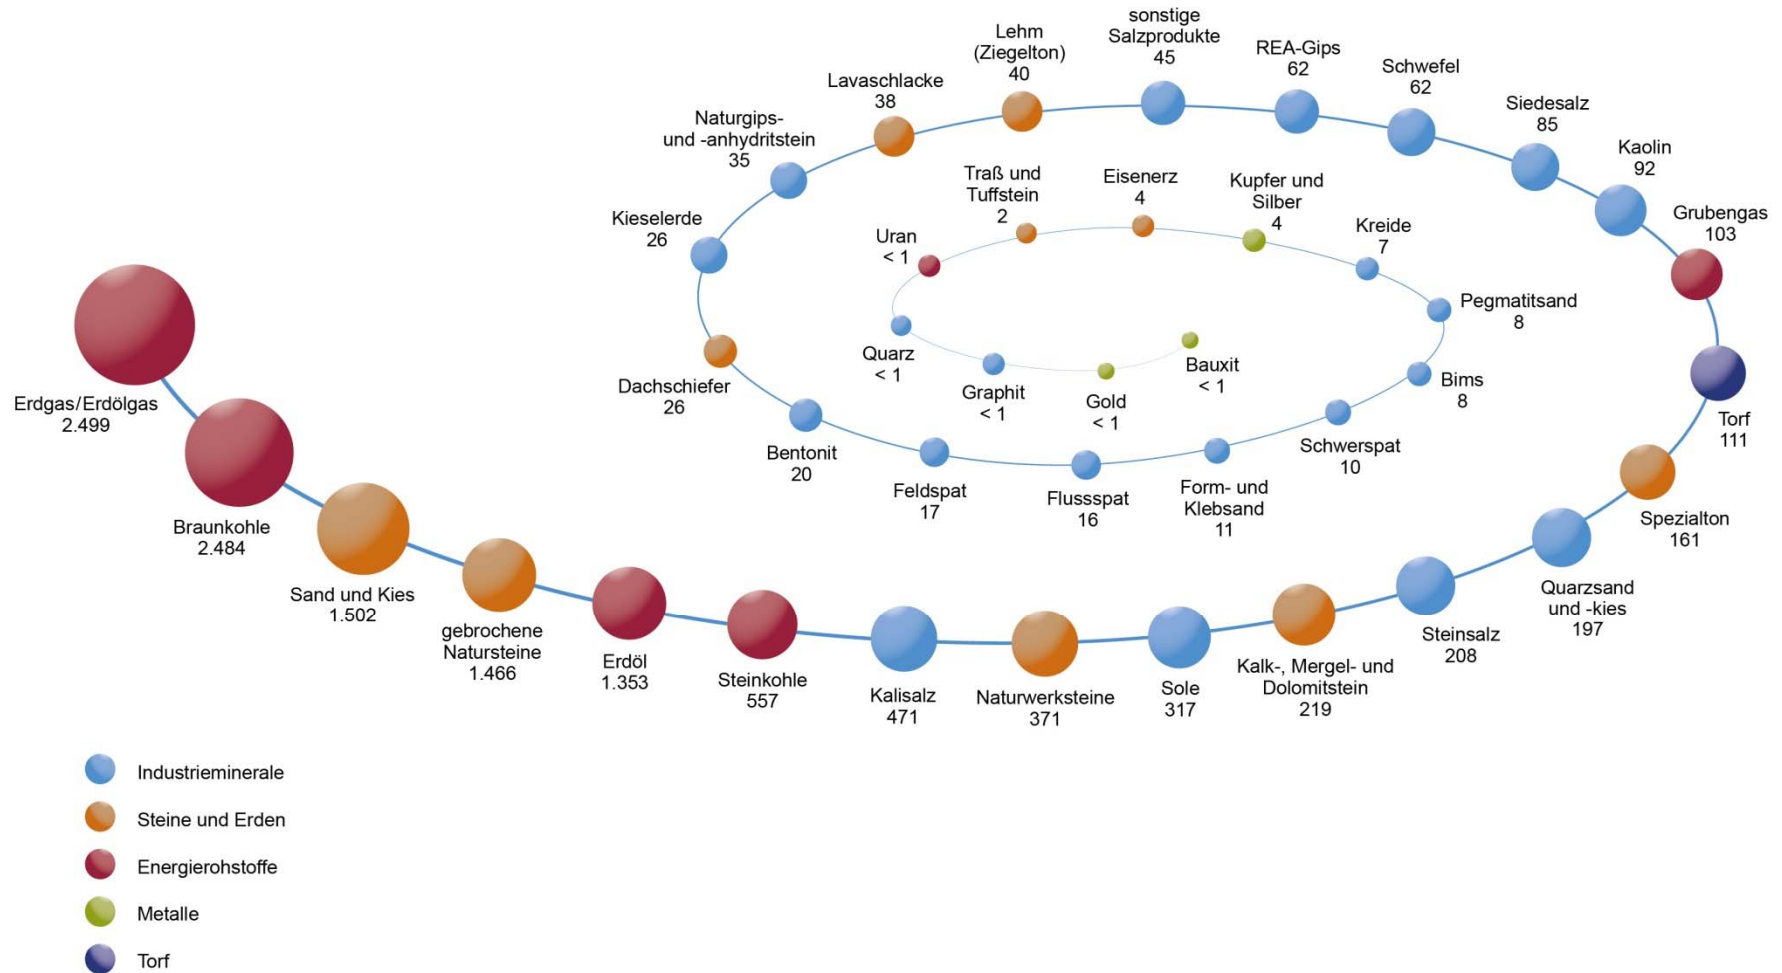 Erdgas/Erdölgas
2.499
Braunkohle
2.484
Sand und Kies
1.502
gebrochene
Natursteine
1.466
Erdöl
1.353
Steinkohle
557
Kalisalz
471
Naturwerksteine
371
Sole
317
Kalk-, Mergel- und
Dolomitstein
219
Steinsalz
208
Quarzsand
und -kies
197
Spezialton
161
Torf
111
Grubengas
103
Kaolin
92
Siedesalz
85
Schwefel
62
REA-Gips
62
sonstige
Salzprodukte
45
Lehm
(Ziegelton)
40
Lavaschlacke
38
Naturgips-
und -anhydritstein
35
Kieselerde
26
Dachschiefer
26
Bentonit
20
Feldspat
17
Flussspat
16
Form- und
Klebsand
11
Schwerspat
10
Bims
8
Pegmatitsand
8
Kreide
7
Kupfer und
Silber
4
Eisenerz
4
Traß und
Tuffstein
2
Uran
< 1
Quarz
< 1
Graphit
< 1
Gold
< 1
Bauxit
< 1
Industrieminerale
Steine und Erden
Energierohstoffe
Metalle
Torf